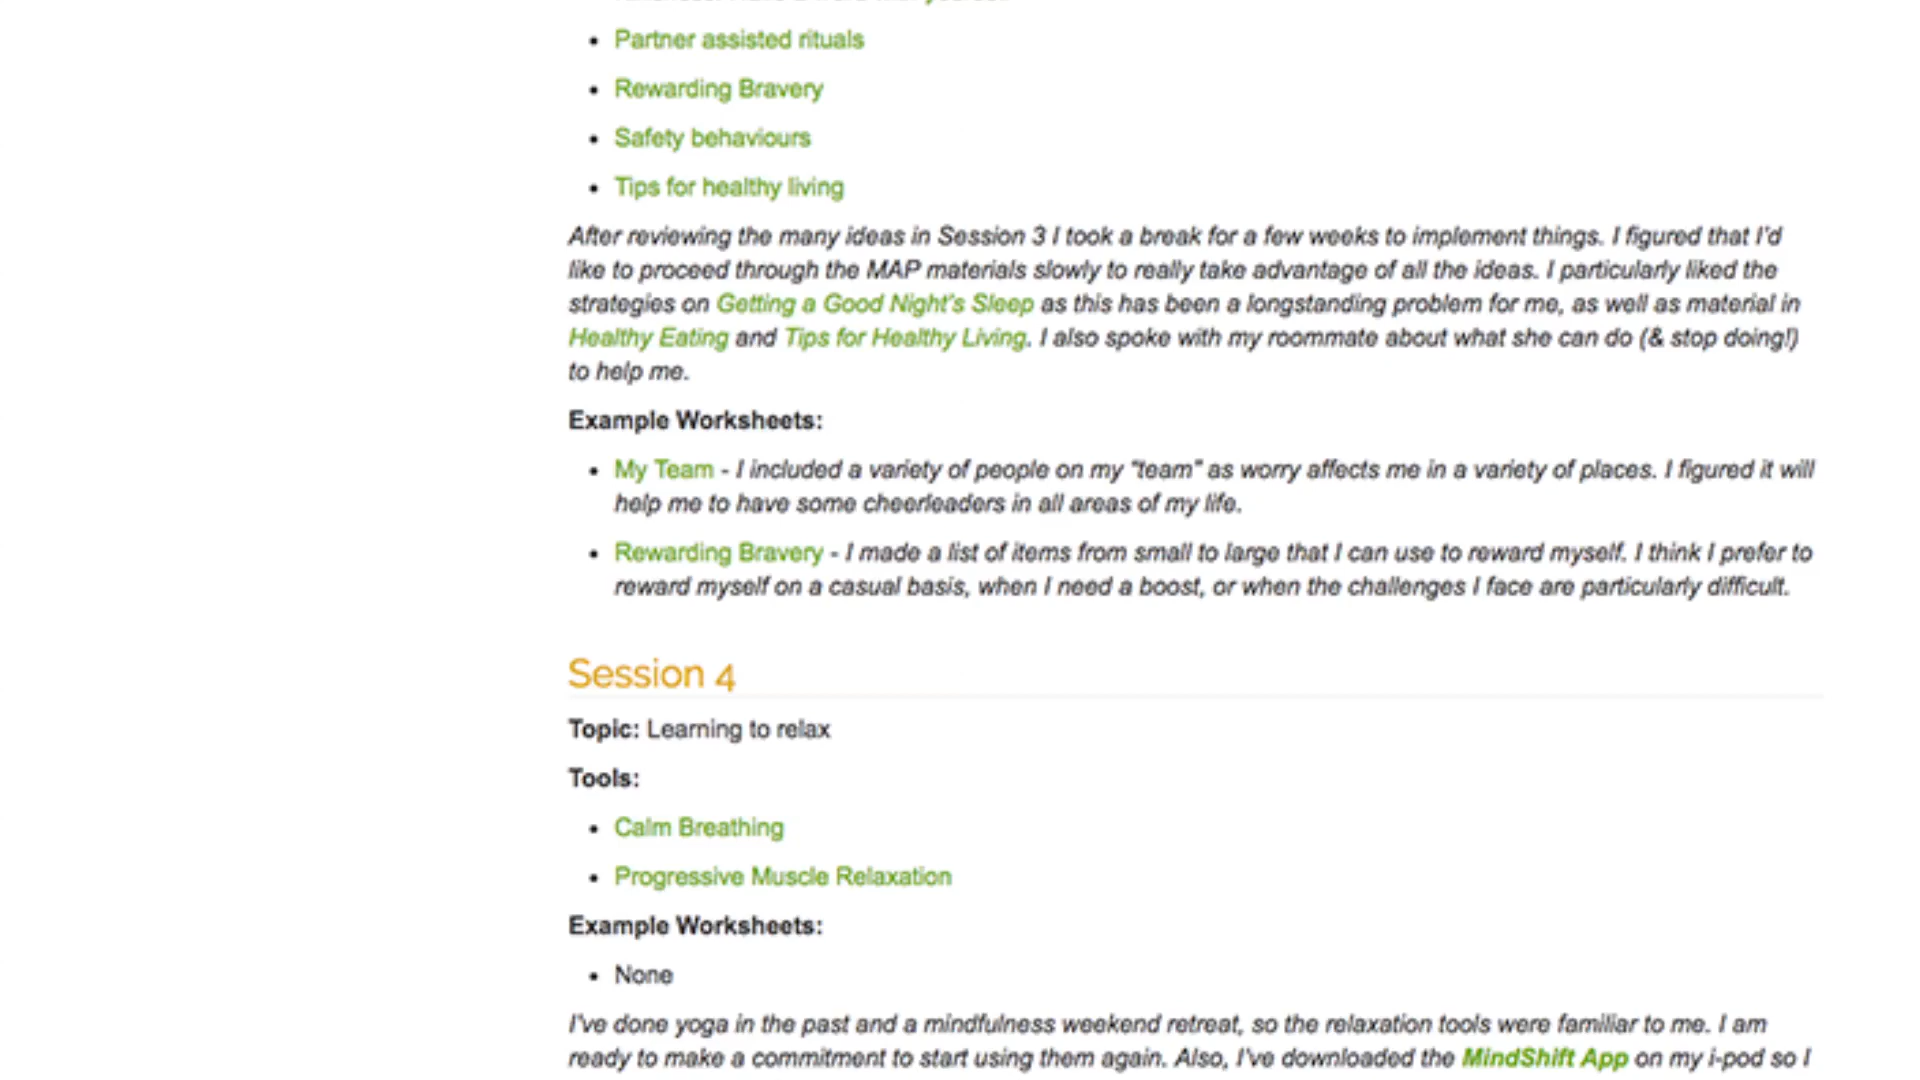 Partner assisted rituals
Rewarding Bravery
Safety behaviours
Tips for healthy living
After reviewing the many ideas in Session 3 I took a break for a few weeks to implement things. I figured that I'd
like to proceed through the MAP materials slowly to really take advantage of all the ideas. I particularly liked the
strategies on Getting a Good Night's Sleep as this has been a longstanding problem for me, as well as material in
Healthy Eating and Tips for Healthy Living. I also spoke with my roommate about what she can do (& stop doing!)
to help me.
Example Worksheets:
My Team - I included a variety of people on my "team" as worry affects me in a variety of places. I figured it will
help me to have some cheerleaders in all areas of my life.
Rewarding Bravery - I made a list of items from small to large that I can use to reward myself. I think I prefer to
reward myself on a casual basis, when I need a boost, or when the challenges I face are particularly difficult.
Session 4
Topic: Learning to relax
Tools:
Calm Breathing
Progressive Muscle Relaxation
Example Worksheets:
None
I've done yoga in the past and a mindfulness weekend retreat, so the relaxation tools were familiar to me. I am
ready to make a commitment to start using them again. Also, I've downloaded the MindShift App on my i-pod so I